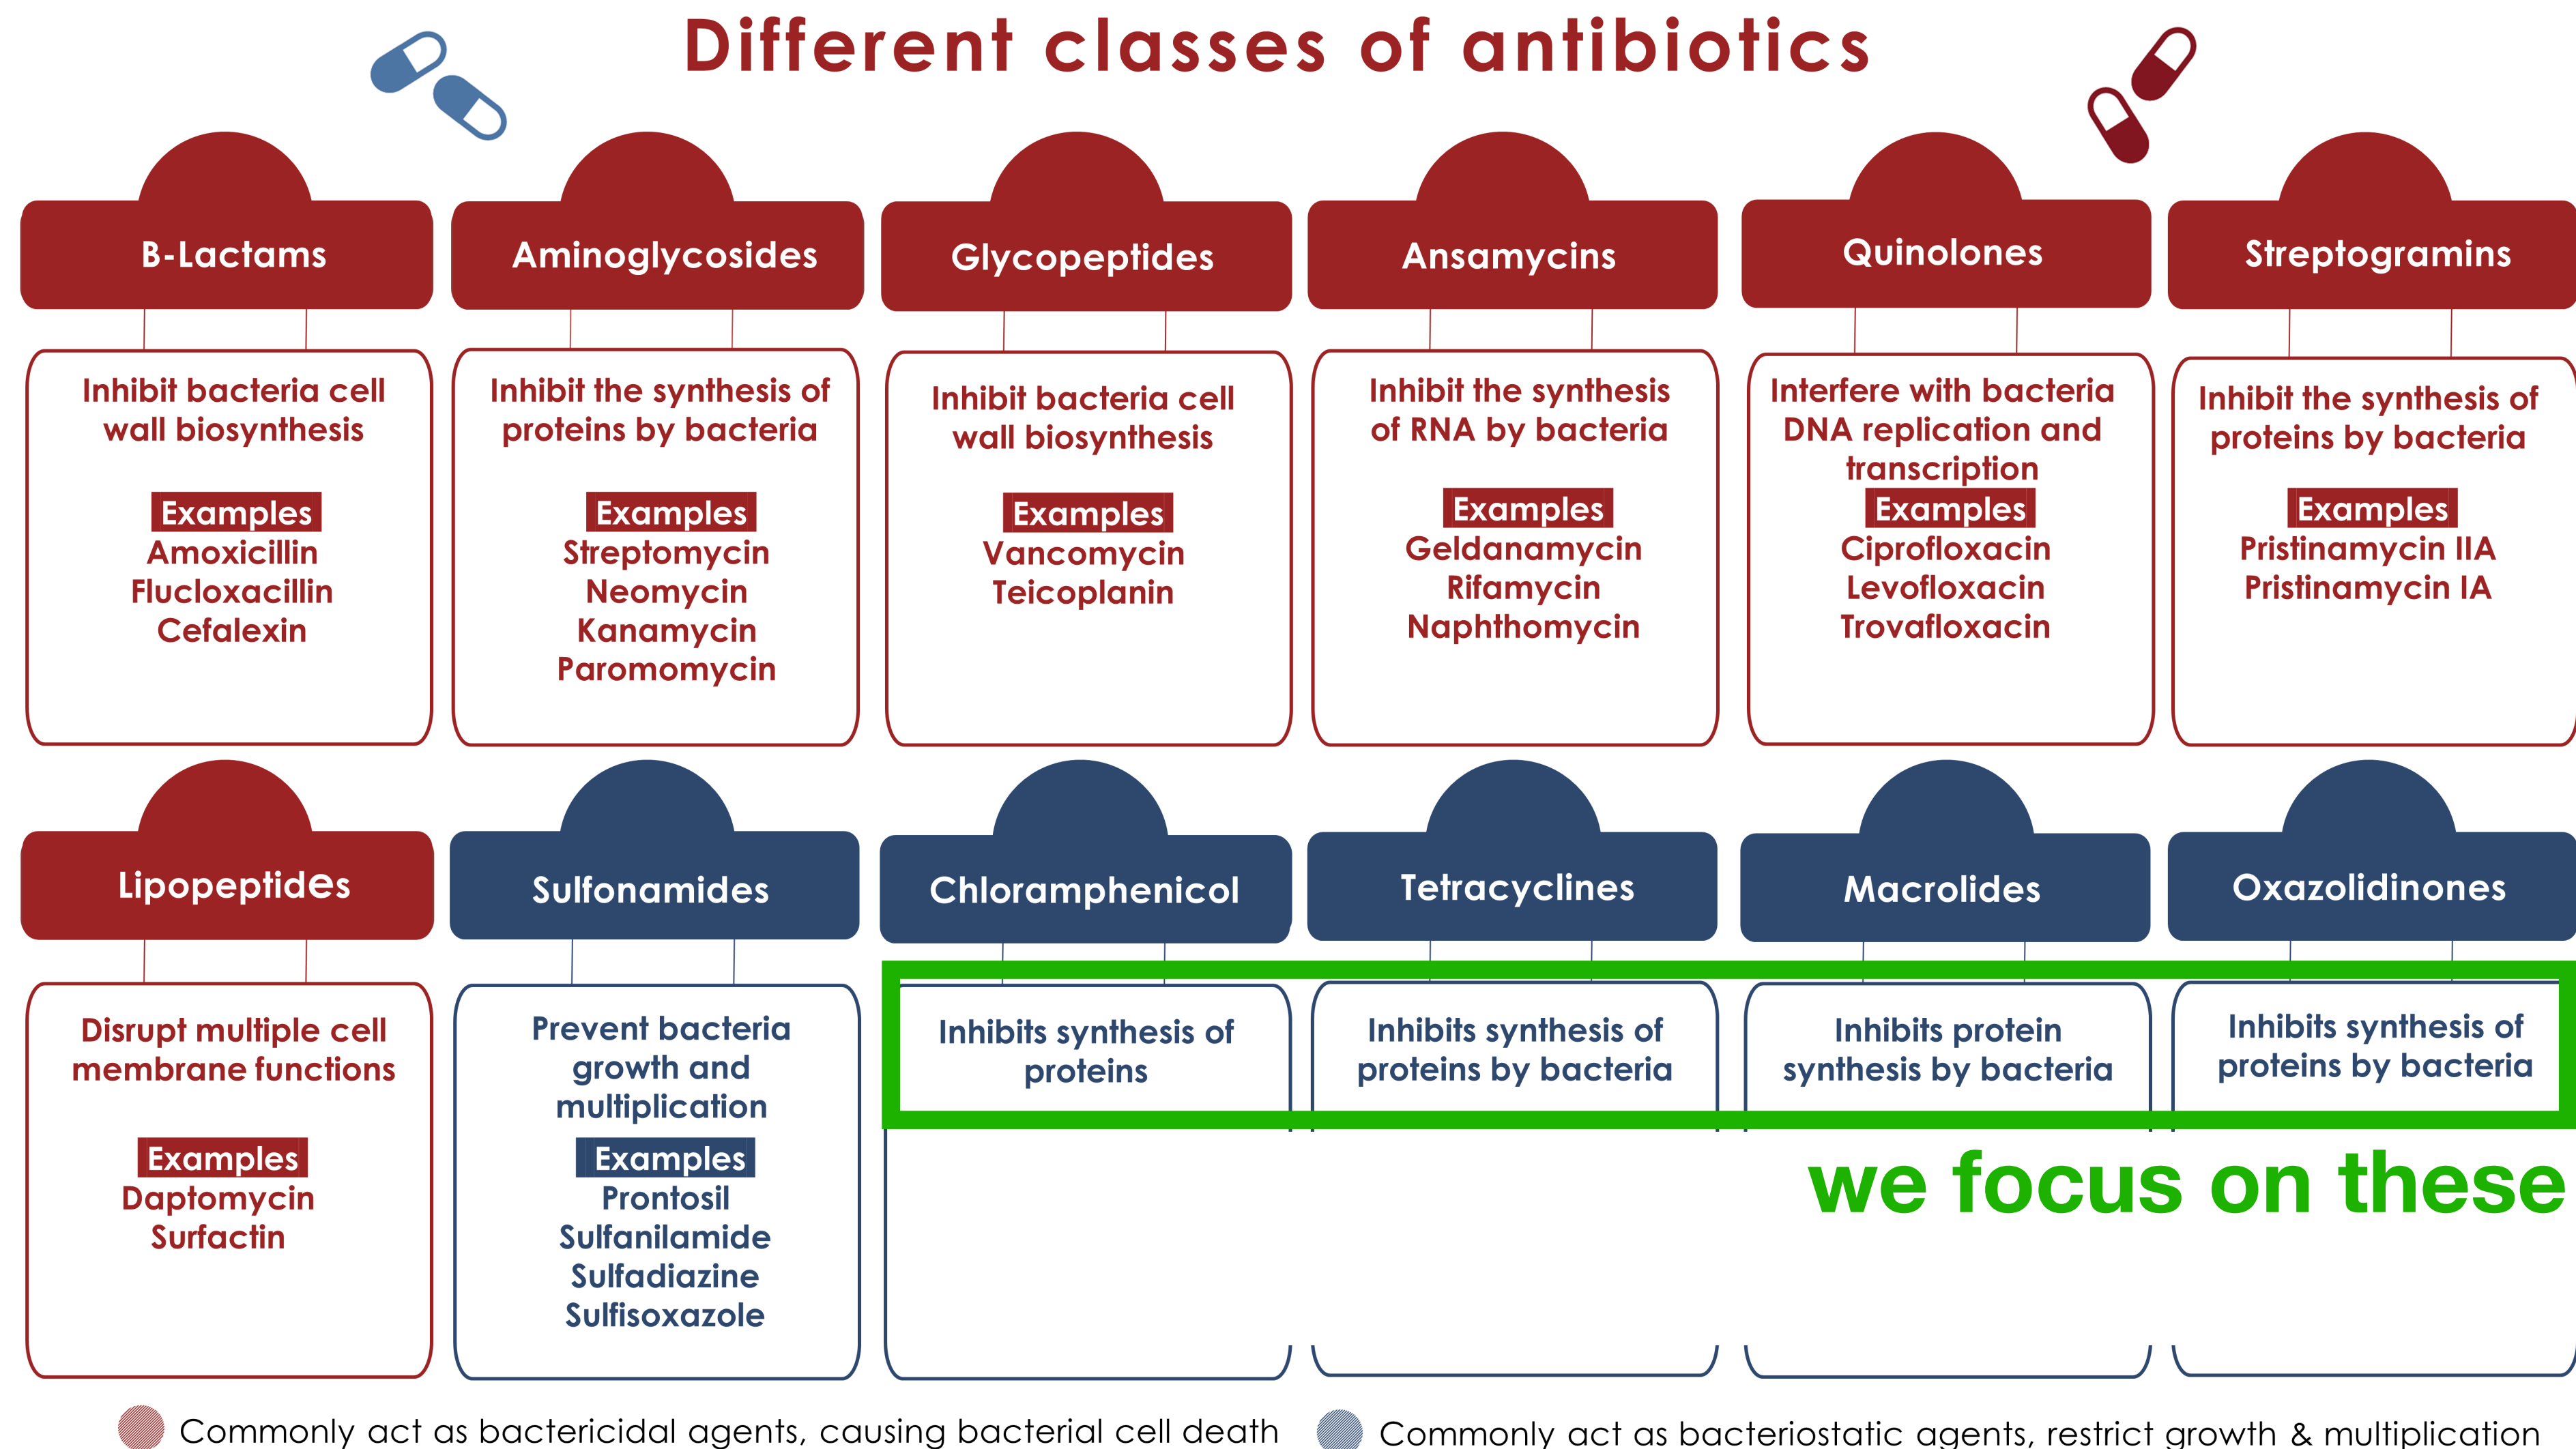 Different classes of antibiotics
B-Lactams
Inhibit bacteria cell
wall biosynthesis
Examples
Amoxicillin
Flucloxacillin
Cefalexin
Aminoglycosides
Inhibit the synthesis of
proteins by bacteria
Examples
Streptomycin
Neomycin
Kanamycin
Paromomycin
Glycopeptides
Inhibit bacteria cell
wall biosynthesis
Examples
Vancomycin
Teicoplanin
Ansamycins
Inhibit the synthesis
of RNA by bacteria
Examples
Geldanamycin
Rifamycin
Naphthomycin
Quinolones
Interfere with bacteria
DNA replication and
transcription
Examples
Ciprofloxacin
Levofloxacin
Trovafloxacin
Streptogramins
Inhibit the synthesis of
proteins by bacteria
Examples
Pristinamycin IIA
Pristinamycin IA
Lipopeptides
Disrupt multiple cell
membrane functions
Examples
Daptomycin
Surfactin
Sulfonamides
Prevent bacteria
growth and
multiplication
Examples
Prontosil
Sulfanilamide
Sulfadiazine
Sulfisoxazole
Chloramphenicol
Inhibits synthesis of
proteins
Tetracyclines
Inhibits synthesis of
proteins by bacteria
Macrolides
Inhibits protein
synthesis by bacteria
Oxazolidinones
Inhibits synthesis of
proteins by bacteria
we focus on these
Commonly act as bactericidal agents, causing bacterial cell death
Commonly act as bacteriostatic agents, restrict growth & multiplication